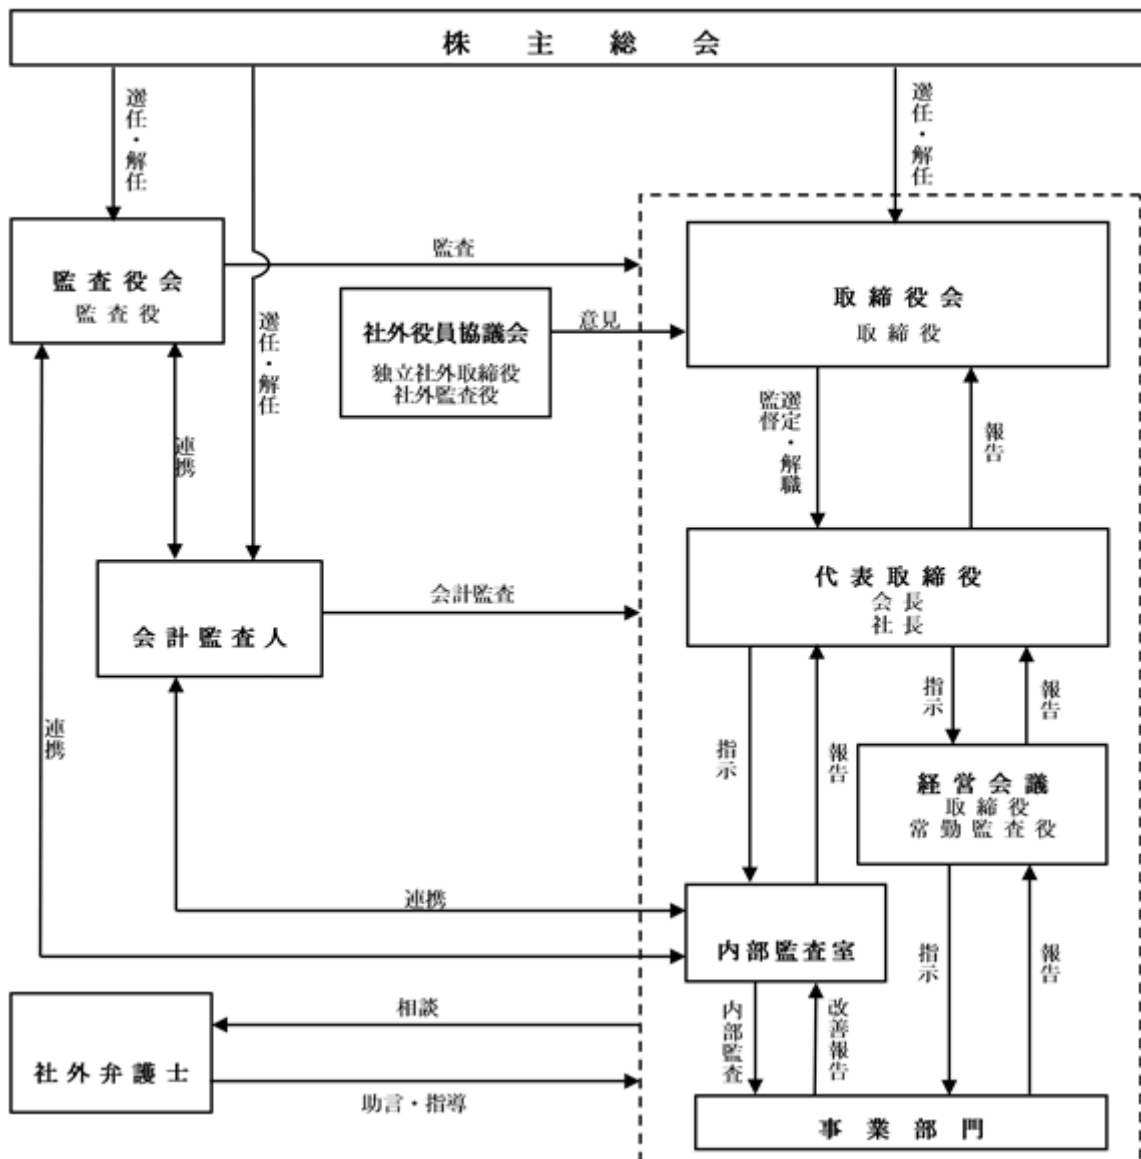 株主総会
選任・解任
選任・解任
監査役会
監査役
監査
取締役会
取締役
社外役員協議会
独立社外取締役
社外監査役
意見
選任・解任
連携
選定・解職
監督
報告
代表取締役
会長
社長
会計監査人
会計監査
連携
指示
報告
指示
報告
経営会議
取締役
常勤監査役
連携
内部監査室
指示
報告
社外弁護士
相談
助言・指導
内部監査
改善報告
事業部門